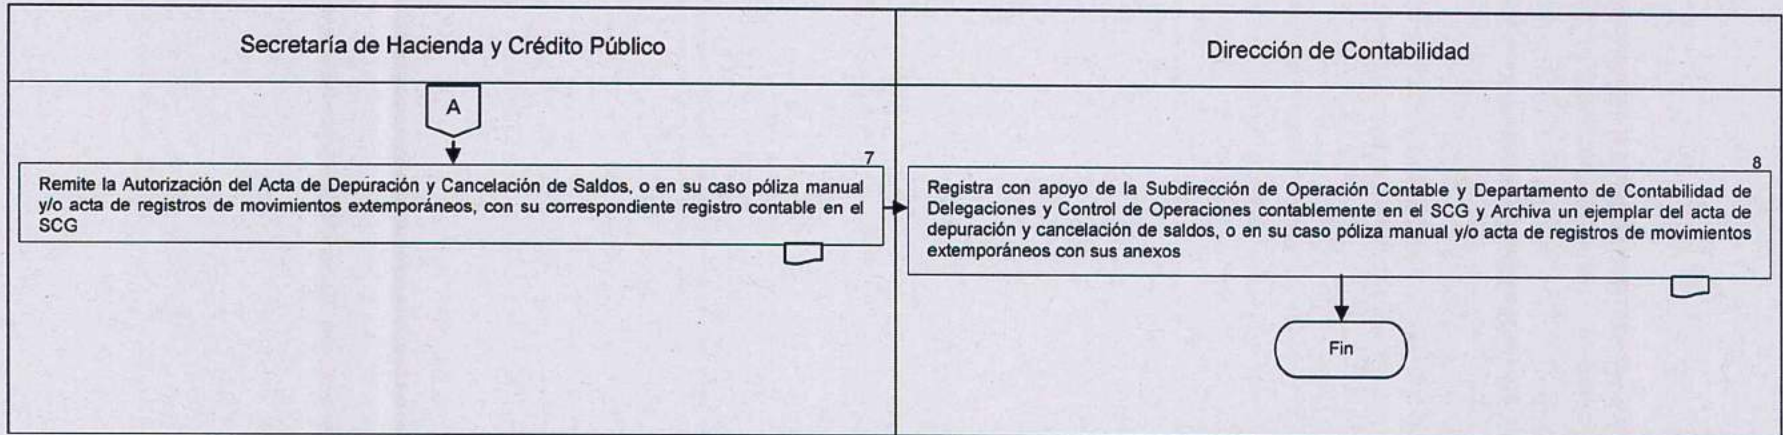 Secretaría de Hacienda y Crédito Público
Dirección de Contabilidad
A
7
Remite la Autorización del Acta de Depuración y Cancelación de Saldos, o en su caso póliza manual
y/o acta de registros de movimientos extemporáneos, con su correspondiente registro contable en el
SCG
8
Registra con apoyo de la Subdirección de Operación Contable y Departamento de Contabilidad de
Delegaciones y Control de Operaciones contablemente en el SCG y Archiva un ejemplar del acta de
depuración y cancelación de saldos, o en su caso póliza manual y/o acta de registros de movimientos
extemporáneos con sus anexos
Fin